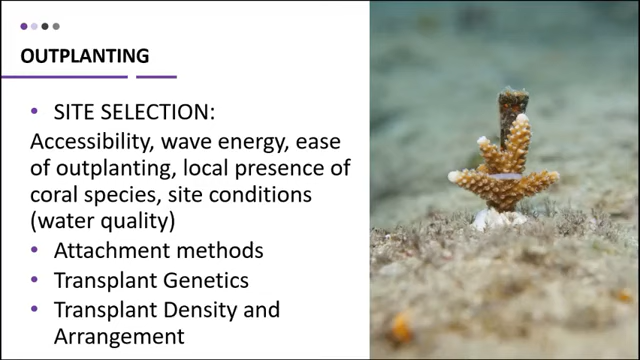 OUTPLANTING
• SITE SELECTION:
Accessibility, wave energy, ease
of outplanting, local presence of
coral species, site conditions
(water quality)
• Attachment methods
• Transplant Genetics
• Transplant Density and
Arrangement